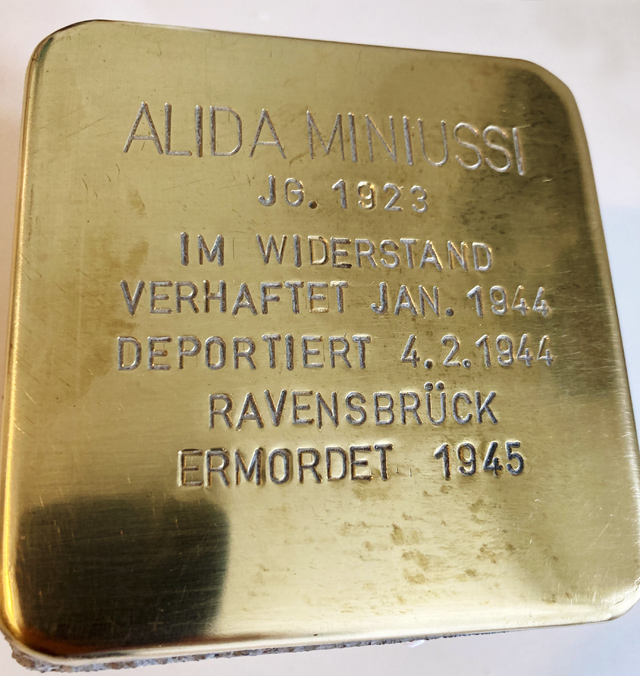 ALIDA MINIUSSI
JG. 1923
IM WIDERSTAND
VERHAFTET JAN. 1944
DEPORTIERT 4.2.1944
RAVENSBRÜCK
ERMORDET 1945